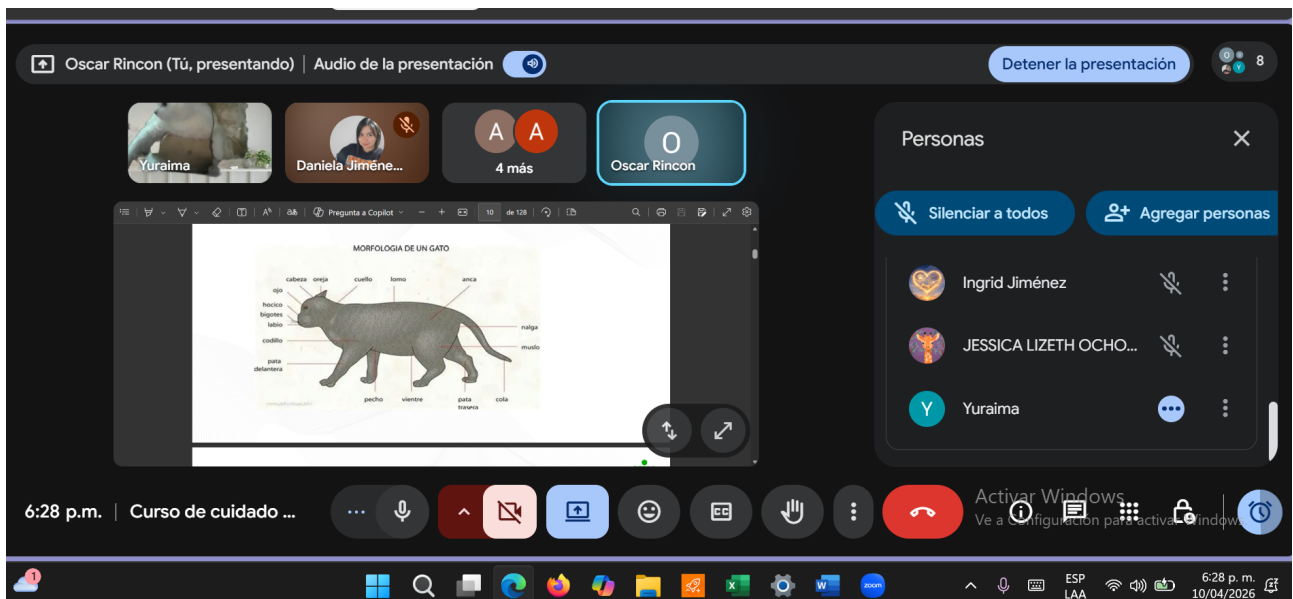 Oscar Rincon (Tú, presentando) | Audio de la presentación
Detener la presentación
8
Yuraima
Daniela Jiméne...
A A
4 más
O
Oscar Rincon
Personas
Silenciar a todos
Agregar personas
Ingrid Jiménez
JESSICA LIZETH OCHO...
Y Yuraima
Pregunta a Copilot
10 de 128
MORFOLOGIA DE UN GATO
cabeza oreja cuello lomo anca
ojo
hocico
bigotes
labio
nalga
codillo
muslo
pata
delantera
pecho vientre pata
trasera
cola
6:28 p.m. | Curso de cuidado ...
Activar Windows
Ve a Configuración para activar Windows
1
ESP
LAA
6:28 p. m.
10/04/2026